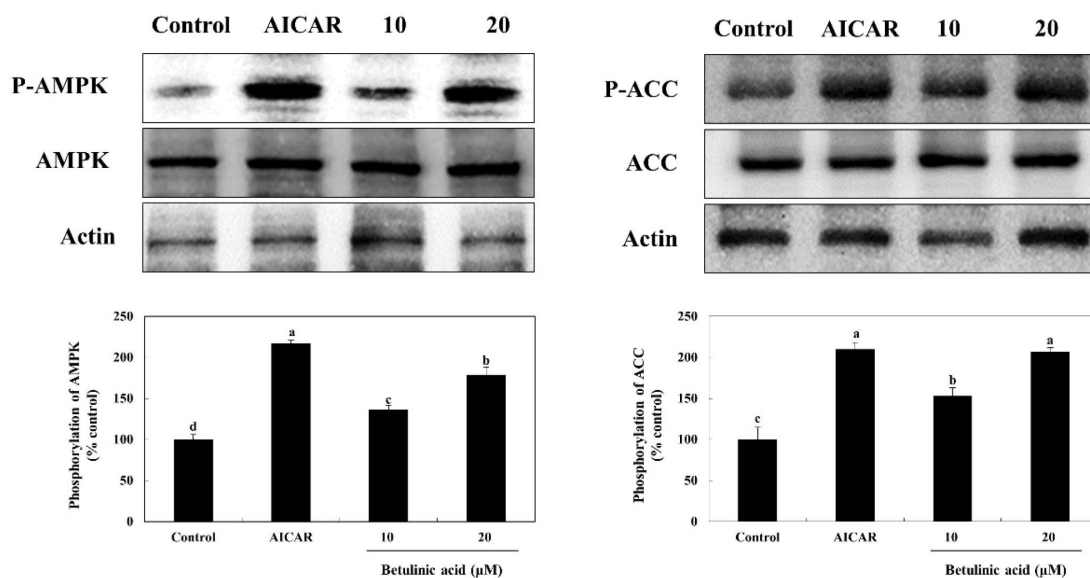 Control AICAR 10 20
P-AMPK
AMPK
Actin
250
200
150
100
50
0
Phosphorylation of AMPK
(% control)
d
a
c
b
Control AICAR 10 20
Betulinic acid (μM)
Control AICAR 10 20
P-ACC
ACC
Actin
250
200
150
100
50
0
Phosphorylation of ACC
(% control)
c
a
b
a
Control AICAR 10 20
Betulinic acid (μM)